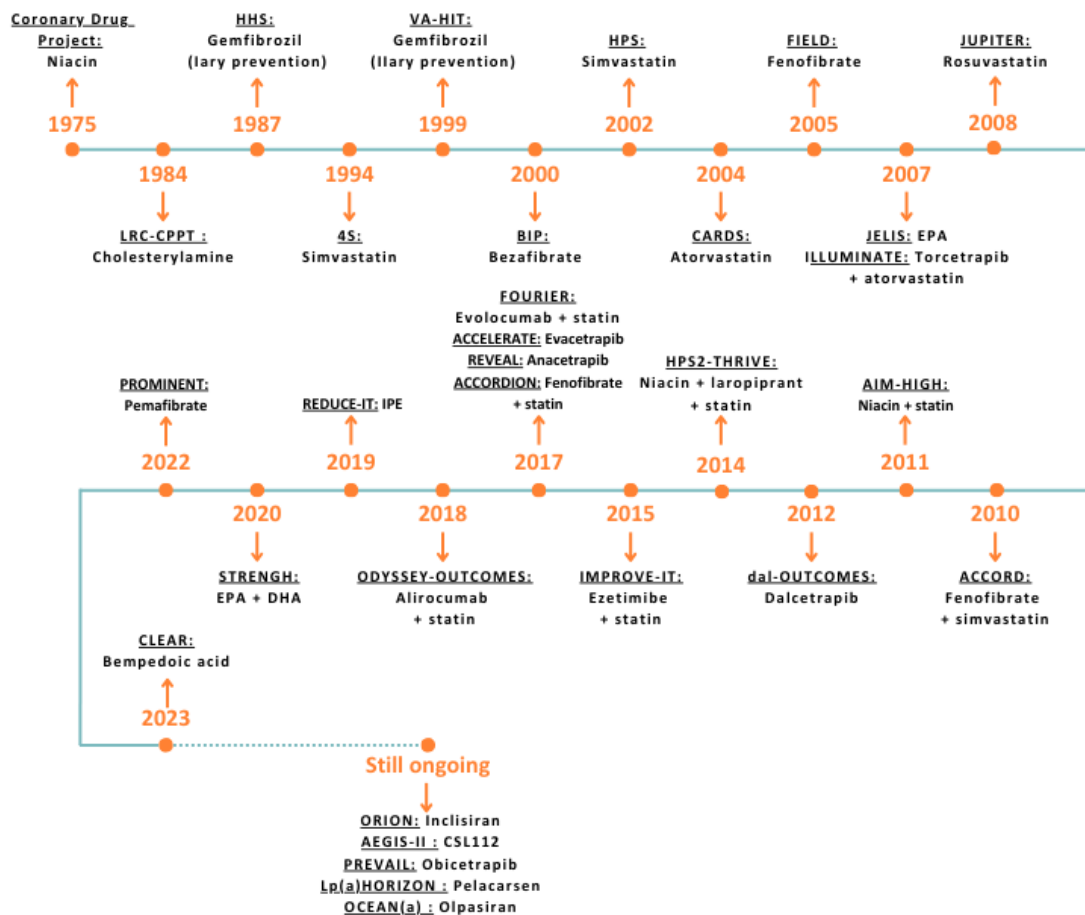 Coronary Drug
Project:
Niacin
HHS:
Gemfibrozil
(Iary prevention)
VA-HIT:
Gemfibrozil
(IIary prevention)
HPS:
Simvastatin
FIELD:
Fenofibrate
JUPITER:
Rosuvastatin
1975
1987
1999
2002
2005
2008
1984
1994
2000
2004
2007
LRC-CPPT :
Cholesterylamine
4S:
Simvastatin
BIP:
Bezafibrate
CARDS:
Atorvastatin
JELIS: EPA
ILLUMINATE: Torcetrapib
+ atorvastatin
PROMINENT:
Pemafibrate
REDUCE-IT: IPE
FOURIER:
Evolocumab + statin
ACCELERATE: Evacetrapib
REVEAL: Anacetrapib
ACCORDION: Fenofibrate
+ statin
HPS2-THRIVE:
Niacin + laropiprant
+ statin
AIM-HIGH:
Niacin + statin
2022
2019
2017
2014
2011
2020
2018
2015
2012
2010
STRENGH:
EPA + DHA
ODYSSEY-OUTCOMES:
Alirocumab
+ statin
IMPROVE-IT:
Ezetimibe
+ statin
dal-OUTCOMES:
Dalcetrapib
ACCORD:
Fenofibrate
+ simvastatin
CLEAR:
Bempedoic acid
2023
Still ongoing
ORION: Inclisiran
AEGIS-II : CSL112
PREVAIL: Obicetrapib
Lp(a)HORIZON : Pelacarsen
OCEAN(a) : Olpasiran